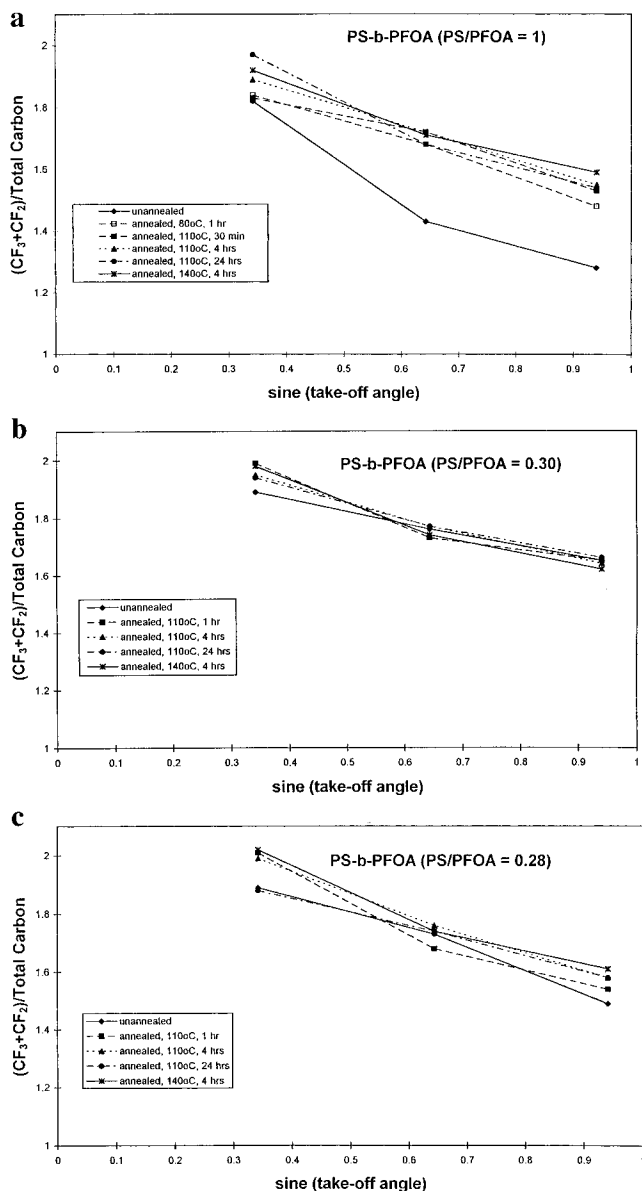 a
PS-b-PFOA (PS/PFOA = 1)
(CF3+CF2)/Total Carbon
2
1.8
1.5
1.4
1.2
1
unannealed
annealed, 80oC, 1 hr
annealed, 110oC, 30 min
annealed, 110oC, 4 hrs
annealed, 110oC, 24 hrs
annealed, 140oC, 4 hrs
0 0.1 0.2 0.3 0.4 0.5 0.6 0.7 0.8 0.9 1
sine (take-off angle)
b
PS-b-PFOA (PS/PFOA = 0.30)
(CF3+CF2)/Total Carbon
2
1.8
1.6
1.4
1.2
1
unannealed
annealed, 110oC, 1 hr
annealed, 110oC, 4 hrs
annealed, 110oC, 24 hrs
annealed, 140oC, 4 hrs
0 0.1 0.2 0.3 0.4 0.5 0.6 0.7 0.8 0.9 1
sine (take-off angle)
c
PS-b-PFOA (PS/PFOA = 0.28)
(CF3+CF2)/Total Carbon
2
1.8
1.6
1.4
1.2
1
unannealed
annealed, 110oC, 1 hr
annealed, 110oC, 4 hrs
annealed, 110oC, 24 hrs
annealed, 140oC, 4 hrs
0 0.1 0.2 0.3 0.4 0.5 0.6 0.7 0.8 0.9 1
sine (take-off angle)